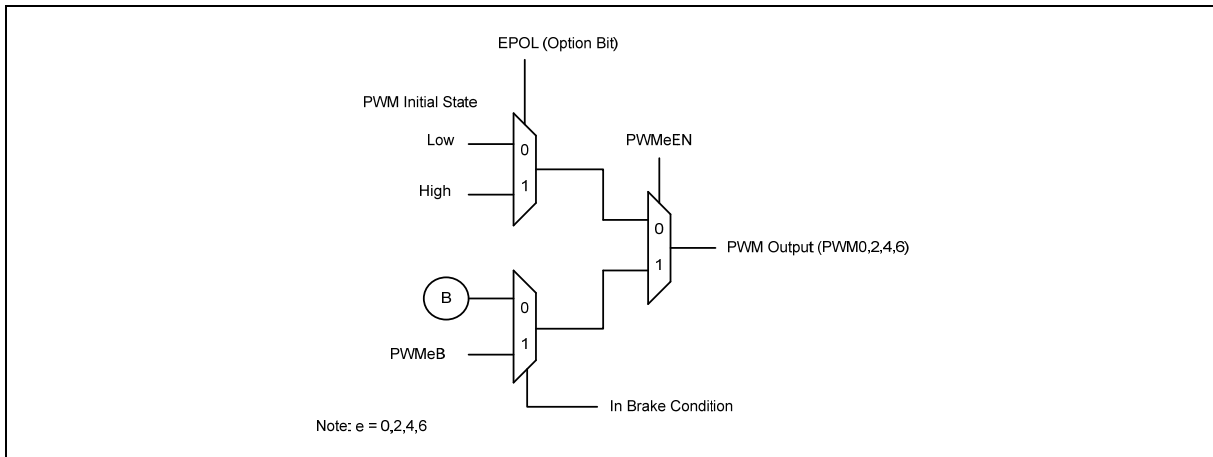 EPOL (Option Bit)
PWM Initial State
Low
0
High
1
PWMeEN
0
1
PWM Output (PWM0,2,4,6)
B
0
PWMeB
1
In Brake Condition
Note: e = 0,2,4,6